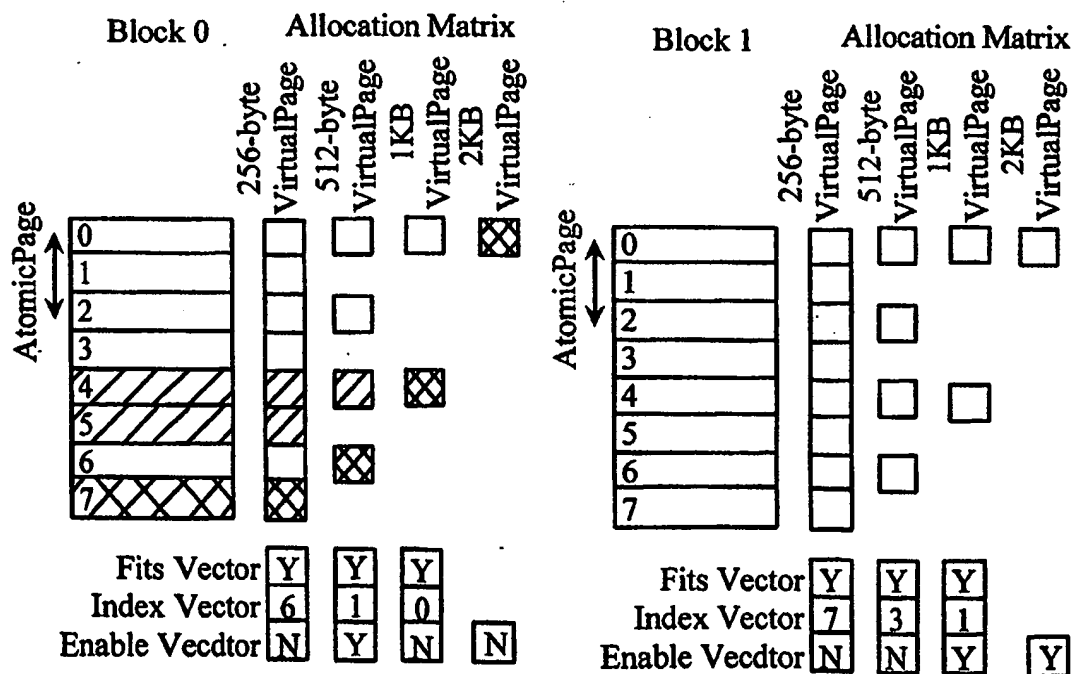 Block 0
Allocation Matrix
256-byte
VirtualPage
512-byte
VirtualPage
1KB
VirtualPage
2KB
VirtualPage
AtomicPage
0
1
2
3
4
5
6
7
Fits Vector Y Y Y
Index Vector 6 1 0
Enable Vecdtor N Y N N
Block 1
Allocation Matrix
256-byte
VirtualPage
512-byte
VirtualPage
1KB
VirtualPage
2KB
VirtualPage
AtomicPage
0
1
2
3
4
5
6
7
Fits Vector Y Y Y
Index Vector 7 3 1
Enable Vecdtor N N Y Y